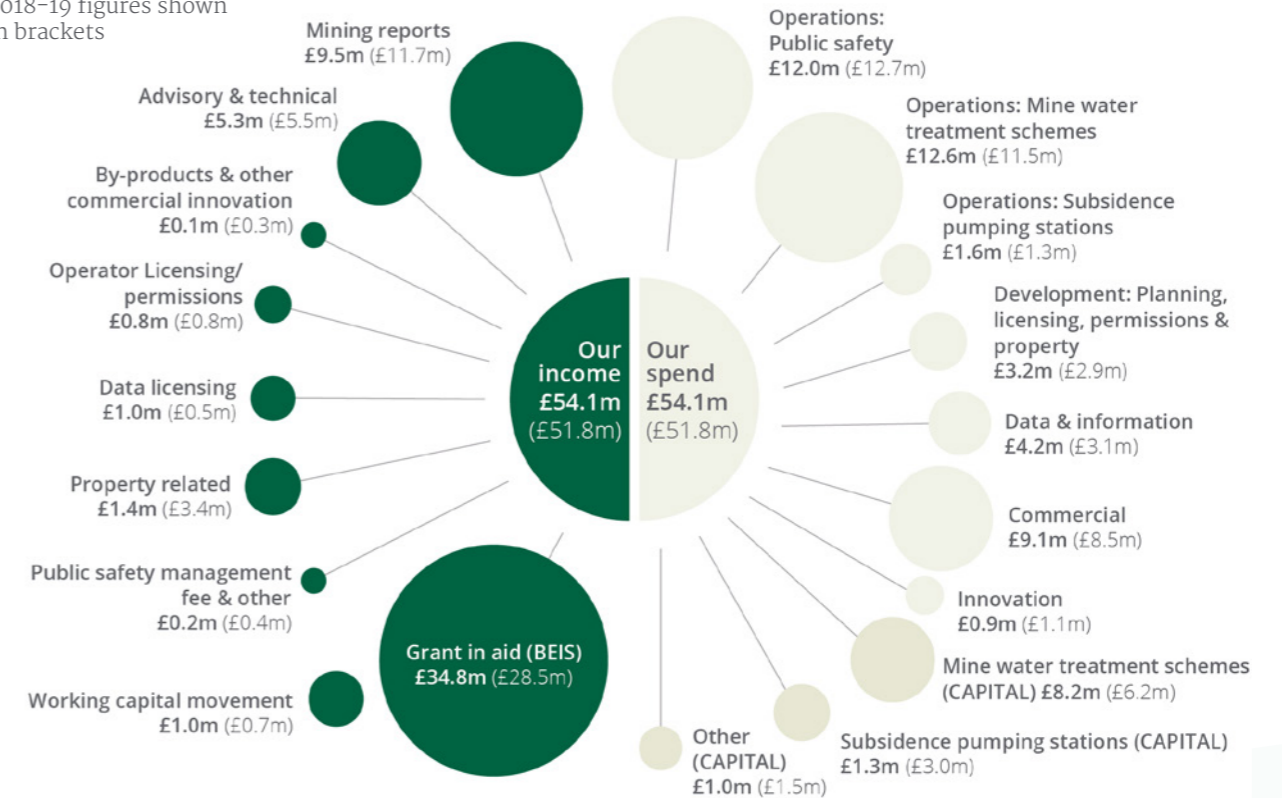 018–19 figures shown
n brackets
Mining reports
£9.5m (£11.7m)
Advisory & technical
£5.3m (£5.5m)
By-products & other
commercial innovation
£0.1m (£0.3m)
Operator Licensing/
permissions
£0.8m (£0.8m)
Data licensing
£1.0m (£0.5m)
Property related
£1.4m (£3.4m)
Public safety management
fee & other
£0.2m (£0.4m)
Working capital movement
£1.0m (£0.7m)
Grant in aid (BEIS)
£34.8m (£28.5m)
Our
income
£54.1m
(£51.8m)
Our
spend
£54.1m
(£51.8m)
Operations:
Public safety
£12.0m (£12.7m)
Operations: Mine water
treatment schemes
£12.6m (£11.5m)
Operations: Subsidence
pumping stations
£1.6m (£1.3m)
Development: Planning,
licensing, permissions &
property
£3.2m (£2.9m)
Data & information
£4.2m (£3.1m)
Commercial
£9.1m (£8.5m)
Innovation
£0.9m (£1.1m)
Mine water treatment schemes
(CAPITAL) £8.2m (£6.2m)
Subsidence pumping stations (CAPITAL)
£1.3m (£3.0m)
Other
(CAPITAL)
£1.0m (£1.5m)